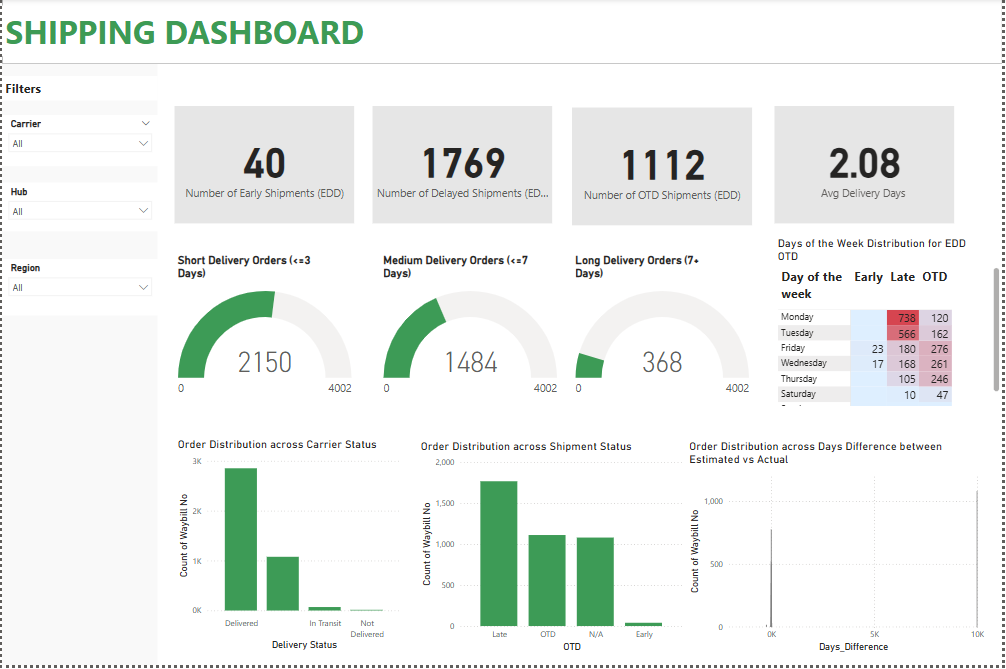 SHIPPING DASHBOARD
Filters
Carrier
All
Hub
All
Region
All
40
Number of Early Shipments (EDD)
1769
Number of Delayed Shipments (ED...
1112
Number of OTD Shipments (EDD)
2.08
Avg Delivery Days
Short Delivery Orders (<=3
Days)
2150
0
4002
Medium Delivery Orders (<=7
Days)
1484
0
4002
Long Delivery Orders (7+
Days)
368
0
4002
Days of the Week Distribution for EDD
OTD
Day of the Early Late OTD
week
Monday 738 120
Tuesday 566 162
Friday 23 180 276
Wednesday 17 168 261
Thursday 105 246
Saturday 10 47
Order Distribution across Carrier Status
Count of Waybill No
3K
2K
1K
0K
Delivered In Transit Not
Delivered
Delivery Status
Order Distribution across Shipment Status
Count of Waybill No
2,000
1,500
1,000
500
0
Late OTD N/A Early
OTD
Order Distribution across Days Difference between
Estimated vs Actual
Count of Waybill No
1,000
500
0
0K 5K 10K
Days_Difference